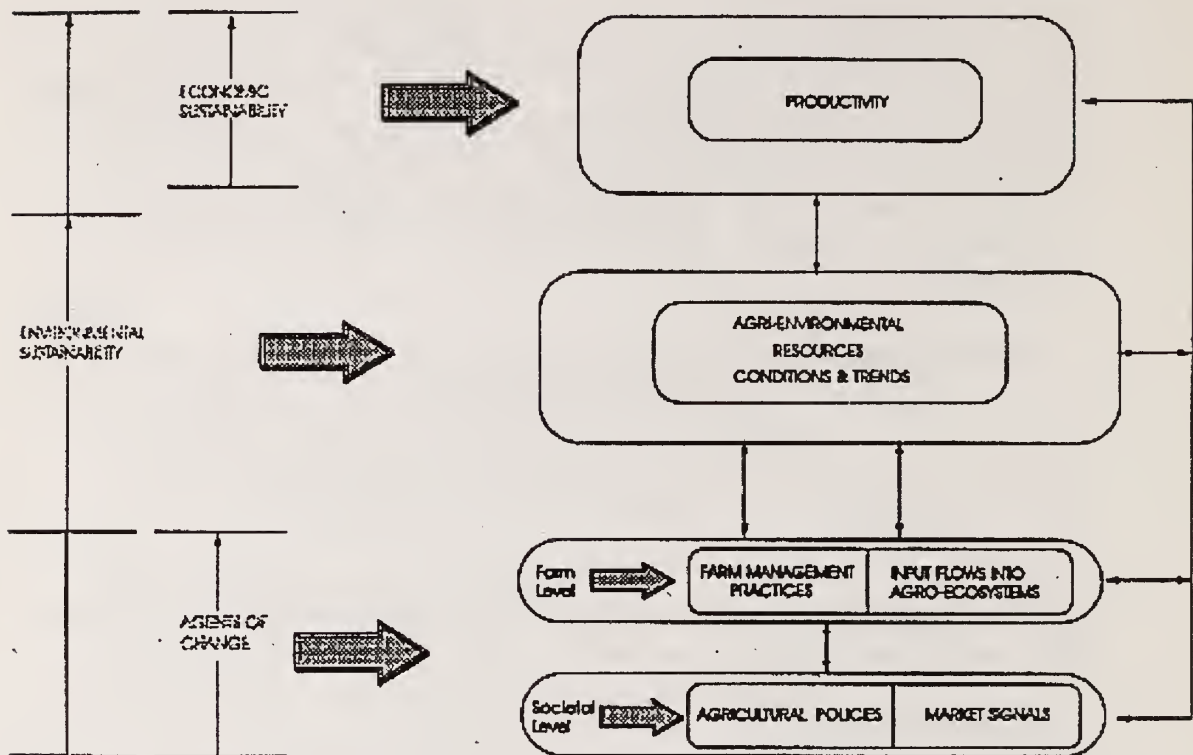 ECONOMIC
SUSTAINABILITY
PRODUCTIVITY
ENVIRONMENTAL
SUSTAINABILITY
AGRI-ENVIRONMENTAL
RESOURCES
CONDITIONS & TRENDS
AGENTS OF
CHANGE
Farm
Level
FARM MANAGEMENT
PRACTICES
INPUT FLOWS INTO
AGRO-ECOSYSTEMS
Societal
Level
AGRICULTURAL POLICIES
MARKET SIGNALS